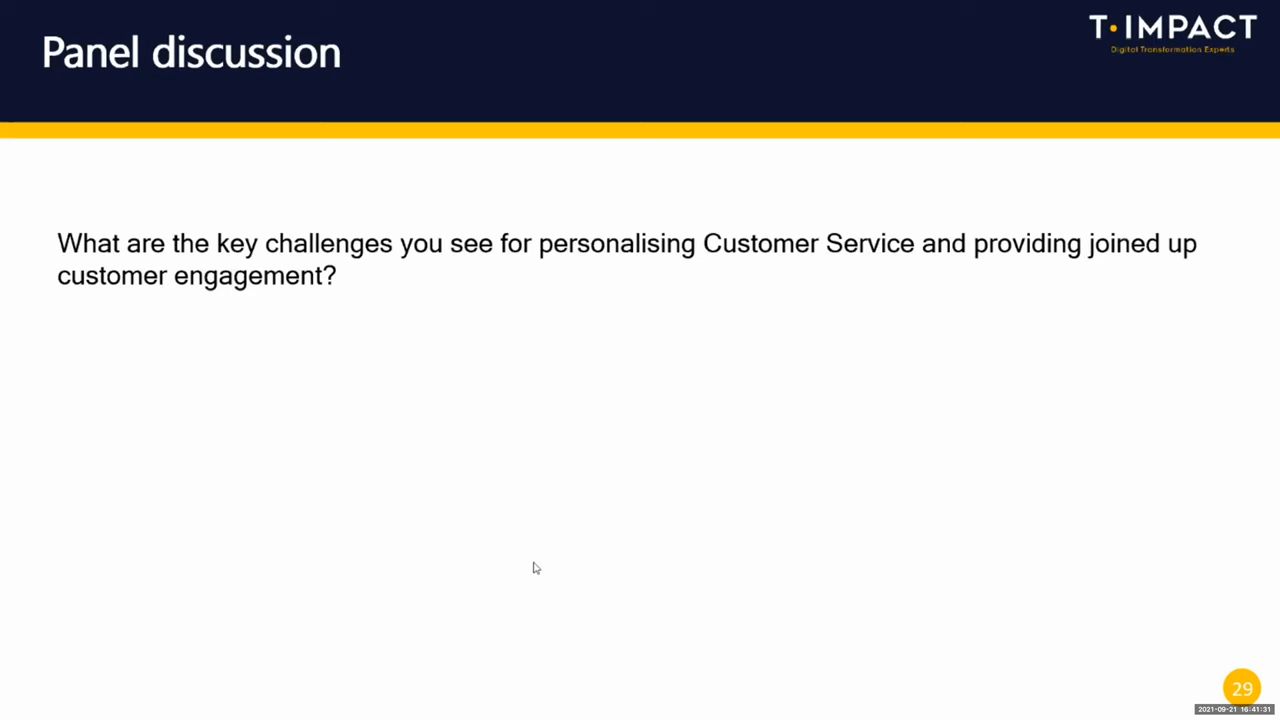 Panel discussion
T·IMPACT
Digital Transformation Experts
What are the key challenges you see for personalising Customer Service and providing joined up
customer engagement?
29
2021-09-21 16:41:31